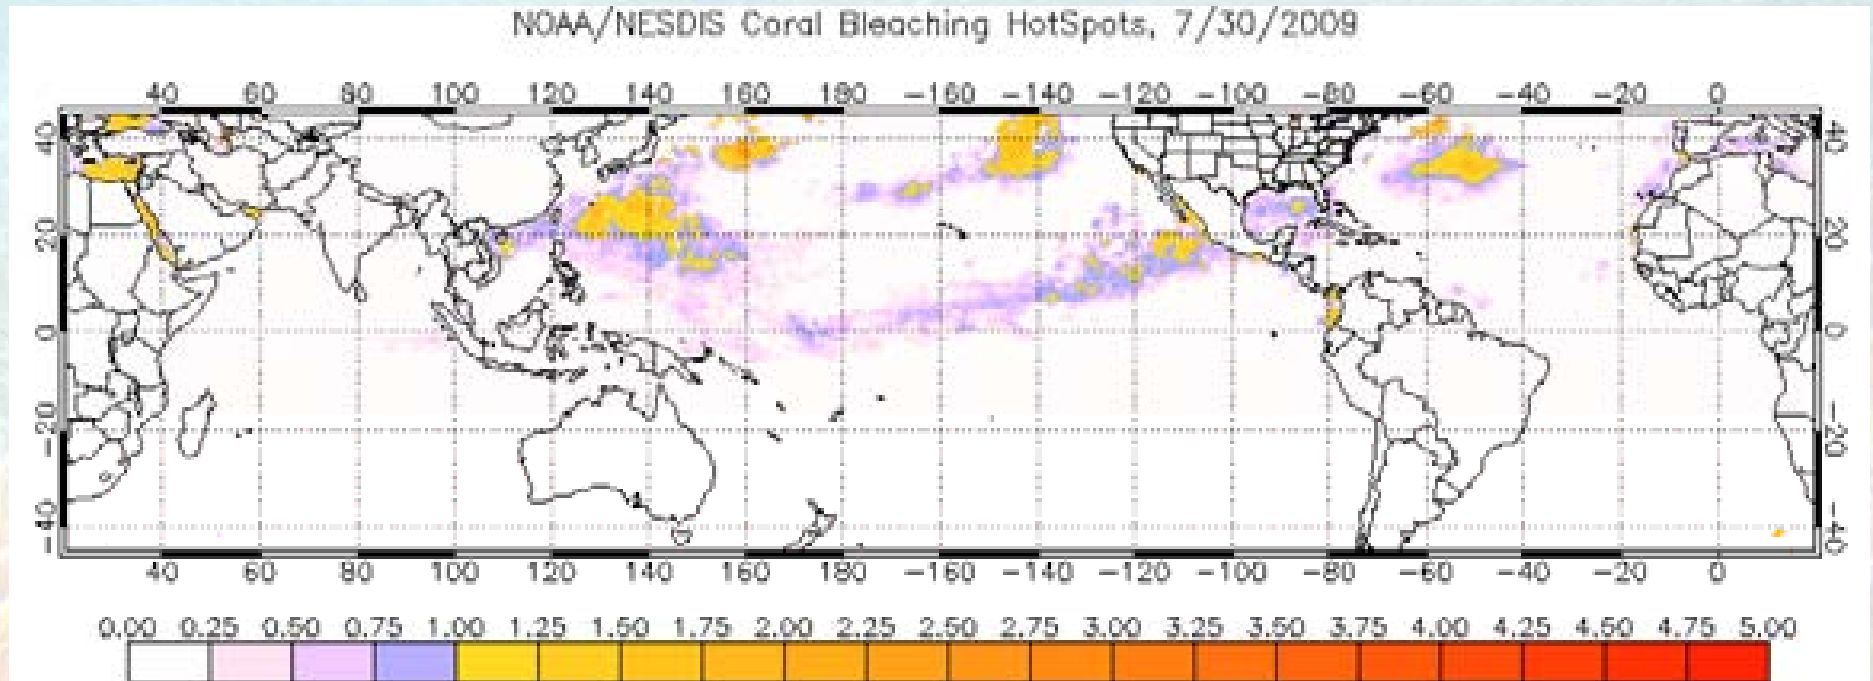 NOAA/NESDIS Coral Bleaching HotSpots, 7/30/2009
40 60 80 100 120 140 160 180 -160 -140 -120 -100 -80 -60 -40 -20 0
40 40
20 20
0 0
-20 -20
-40 -40
40 60 80 100 120 140 160 180 -160 -140 -120 -100 -80 -60 -40 -20 0
0.00 0.25 0.50 0.75 1.00 1.25 1.50 1.75 2.00 2.25 2.50 2.75 3.00 3.25 3.50 3.75 4.00 4.25 4.50 4.75 5.00